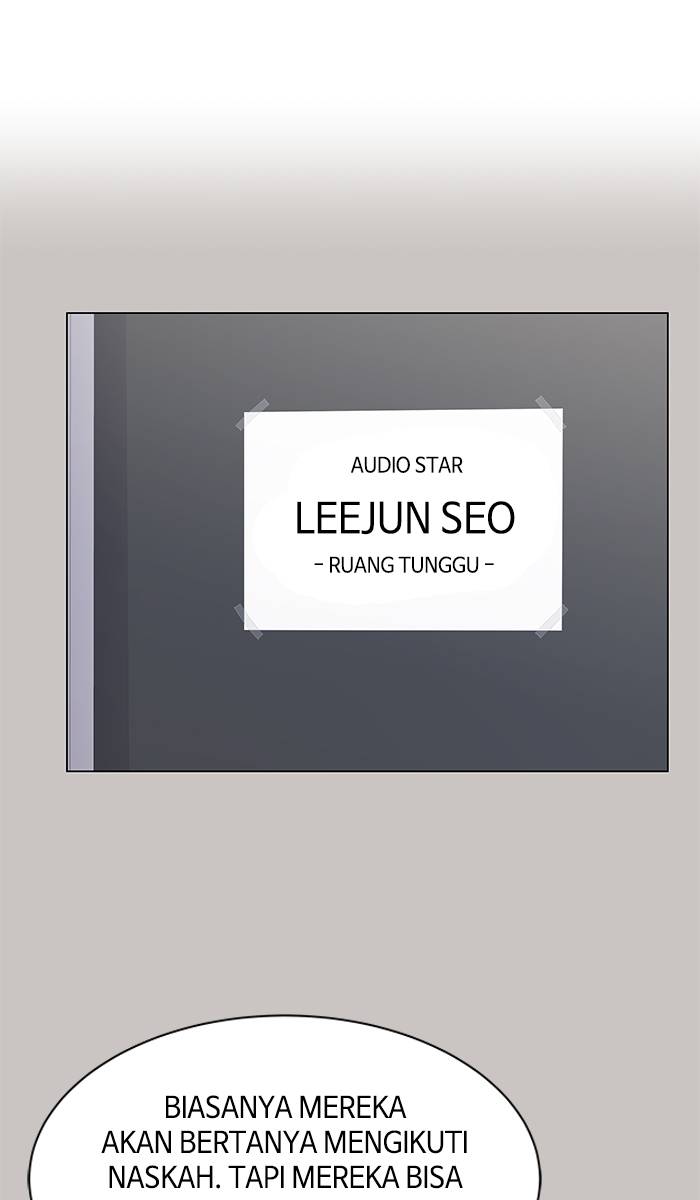 AUDIO STAR
LEEJUN SEO
- RUANG TUNGGU -
BIASANYA MEREKA
AKAN BERTANYA MENGIKUTI
NASKAH. TAPI MEREKA BISA